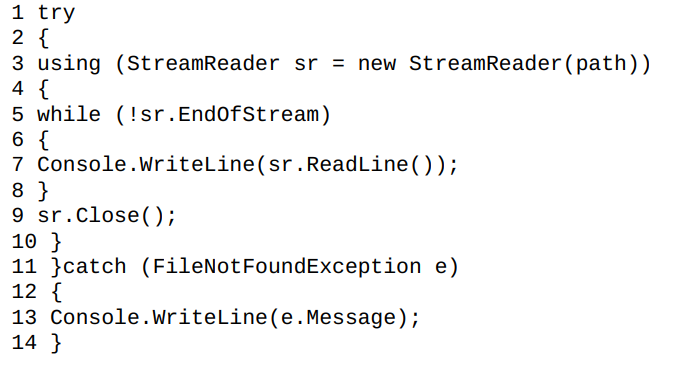 1 try
2 {
3 using (StreamReader sr = new StreamReader(path))
4 {
5 while (!sr.EndOfStream)
6 {
7 Console.WriteLine(sr.ReadLine());
8 }
9 sr.Close();
10 }
11 }catch (FileNotFoundException e)
12 {
13 Console.WriteLine(e.Message);
14 }